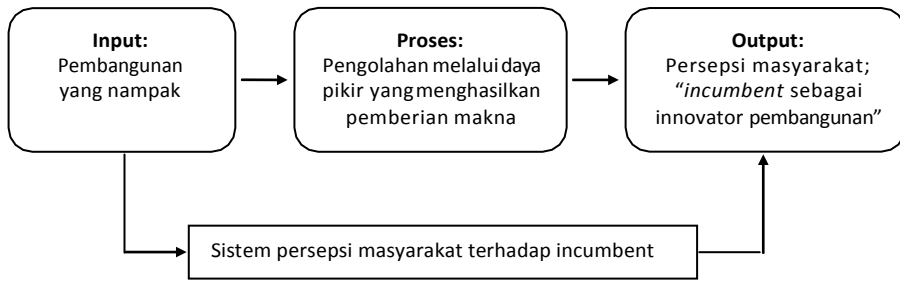 Input:
Pembangunan
yang nampak
Proses:
Pengolahan melalui daya
pikir yang menghasilkan
pemberian makna
Output:
Persepsi masyarakat;
“incumbent sebagai
innovator pembangunan”
Sistem persepsi masyarakat terhadap incumbent